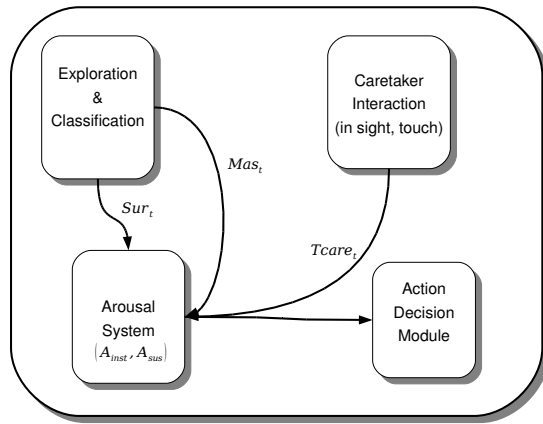 Exploration
&
Classification
Caretaker
Interaction
(in sight, touch)
Mas_t
Sur_t
Tcare_t
Arousal
System
(A_inst, A_sus)
Action
Decision
Module